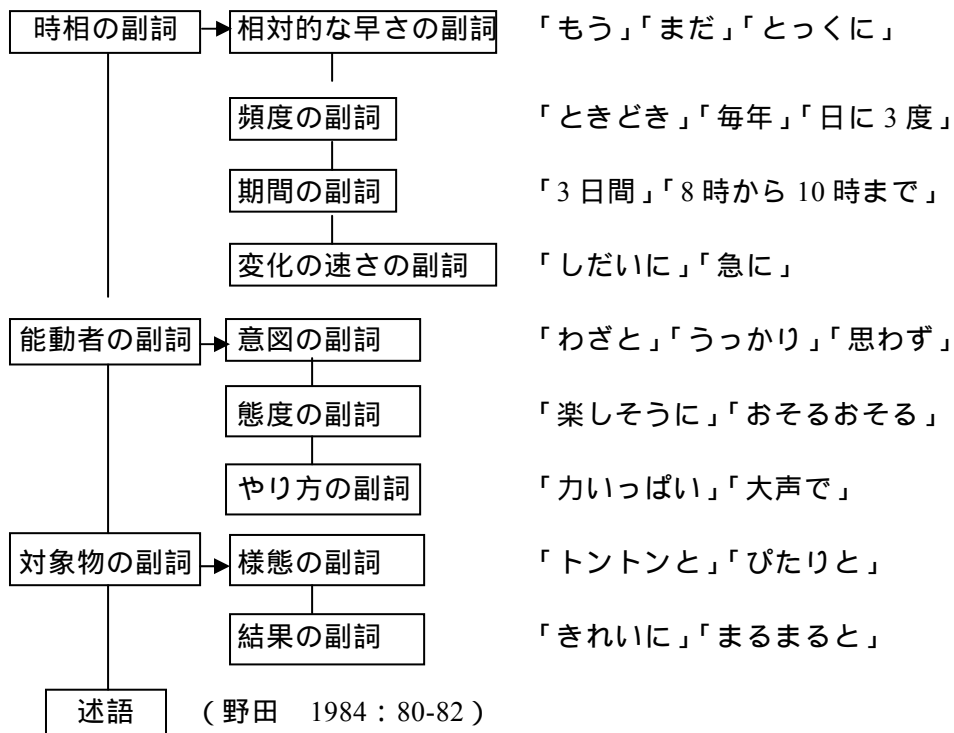 時相の副詞 相対的な早さの副詞 「もう」「まだ」「とっくに」
頻度の副詞 「ときどき」「毎年」「日に3度」
期間の副詞 「3日間」「8時から10時まで」
変化の速さの副詞 「しだいに」「急に」
能動者の副詞 意図の副詞 「わざと」「うっかり」「思わず」
態度の副詞 「楽しそうに」「おそるおそる」
やり方の副詞 「力いっぱい」「大声で」
対象物の副詞 様態の副詞 「トントンと」「ぴたりと」
結果の副詞 「きれいに」「まるまると」
述語 (野田 1984:80-82)